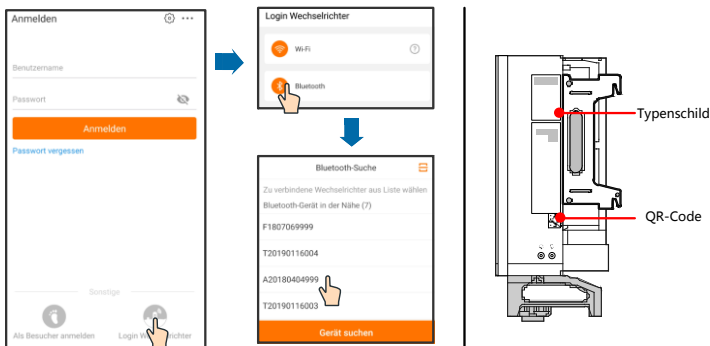 Anmelden
Benutzername
Passwort
Anmelden
Passwort vergessen
Sonstige
Als Besucher anmelden
Login Wechselrichter
Login Wechselrichter
Wi-Fi
Bluetooth
Bluetooth-Suche
Zu verbindene Wechselrichter aus Liste wählen
Bluetooth-Gerät in der Nähe (7)
F1807069999
T20190116004
A20180404999
T20190116003
Gerät suchen
Typenschild
QR-Code